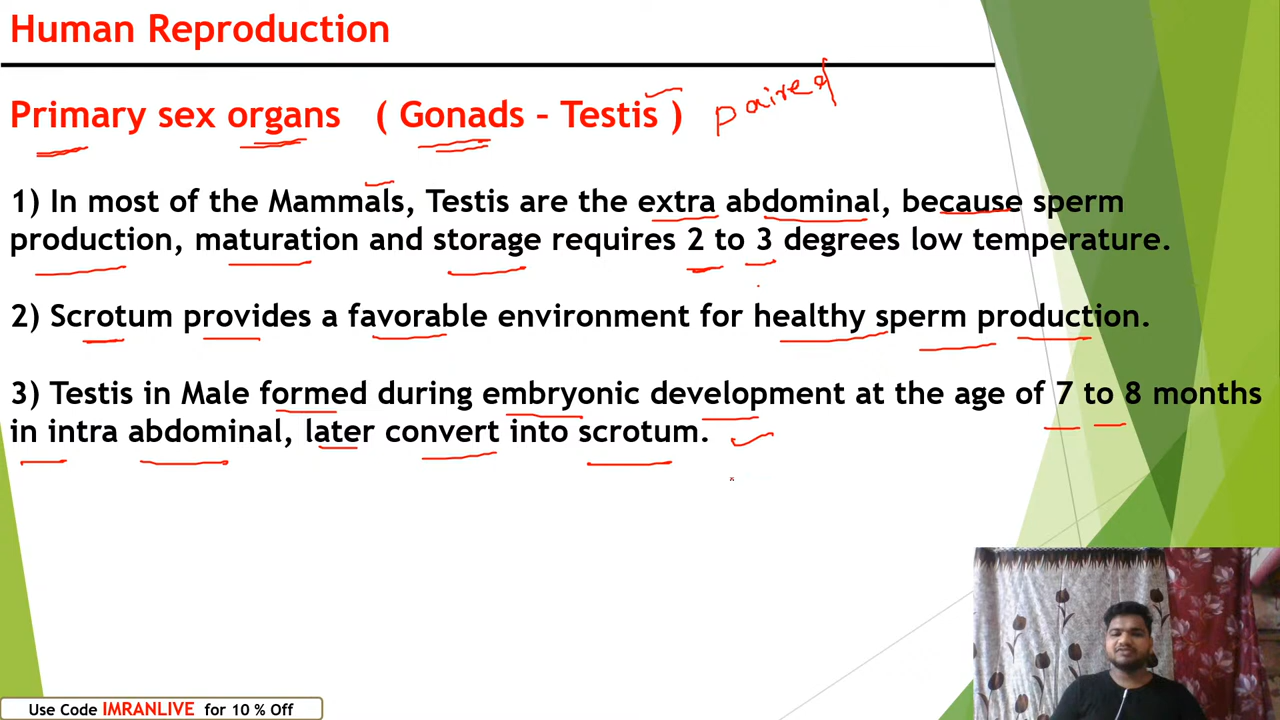 Human Reproduction
Primary sex organs ( Gonads – Testis ) paired
1) In most of the Mammals, Testis are the extra abdominal, because sperm
production, maturation and storage requires 2 to 3 degrees low temperature.
2) Scrotum provides a favorable environment for healthy sperm production.
3) Testis in Male formed during embryonic development at the age of 7 to 8 months
in intra abdominal, later convert into scrotum.
Use Code IMRANLIVE for 10 % Off